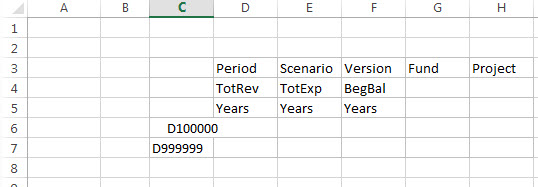 A B C D E F G H
1
2
3 Period Scenario Version Fund Project
4 TotRev TotExp BegBal
5 Years Years Years
6 D100000
7 D999999
8